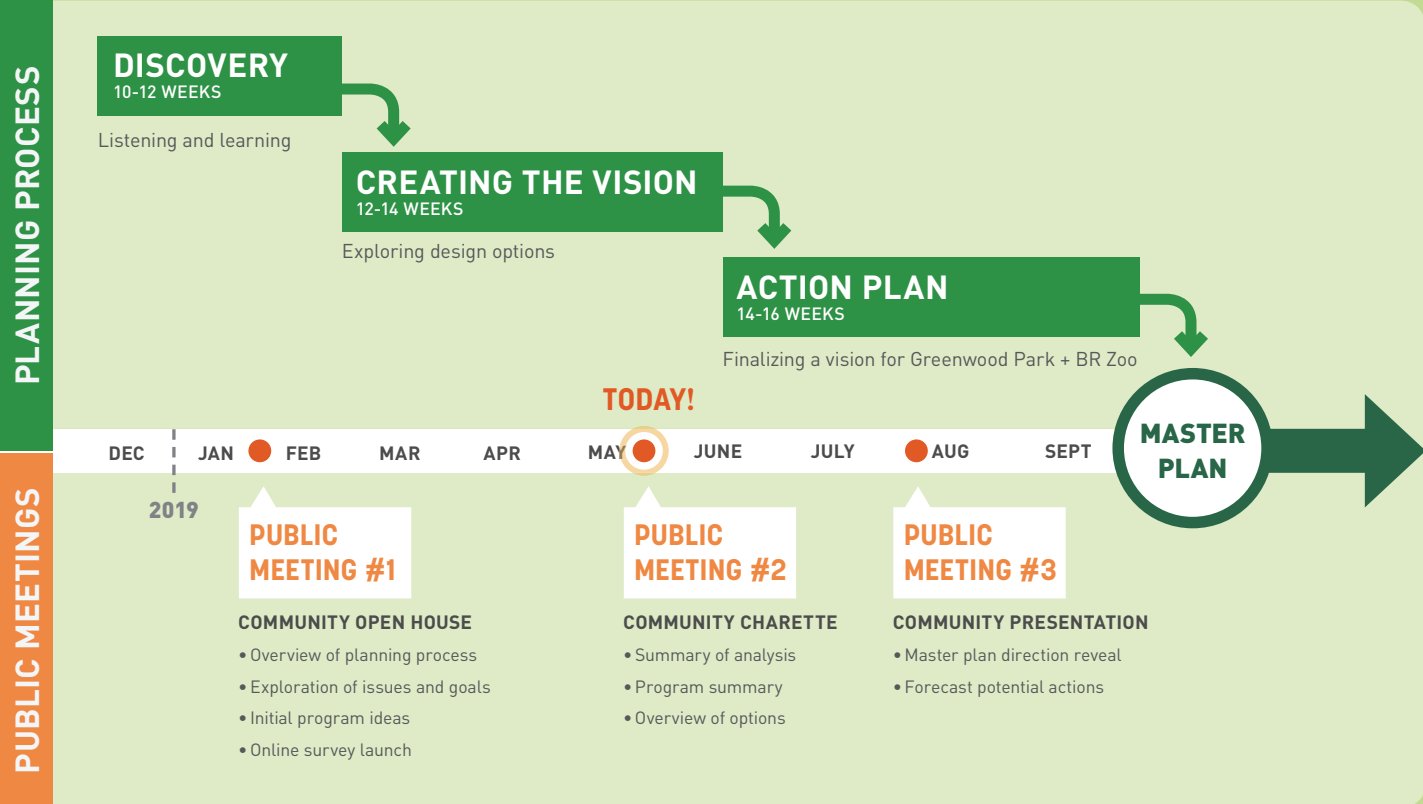 PLANNING PROCESS
DISCOVERY
10-12 WEEKS
Listening and learning
CREATING THE VISION
12-14 WEEKS
Exploring design options
ACTION PLAN
14-16 WEEKS
Finalizing a vision for Greenwood Park + BR Zoo
TODAY!
DEC JAN FEB MAR APR MAY JUNE JULY AUG SEPT
MASTER
PLAN
2019
PUBLIC MEETINGS
PUBLIC
MEETING #1
COMMUNITY OPEN HOUSE
• Overview of planning process
• Exploration of issues and goals
• Initial program ideas
• Online survey launch
PUBLIC
MEETING #2
COMMUNITY CHARETTE
• Summary of analysis
• Program summary
• Overview of options
PUBLIC
MEETING #3
COMMUNITY PRESENTATION
• Master plan direction reveal
• Forecast potential actions